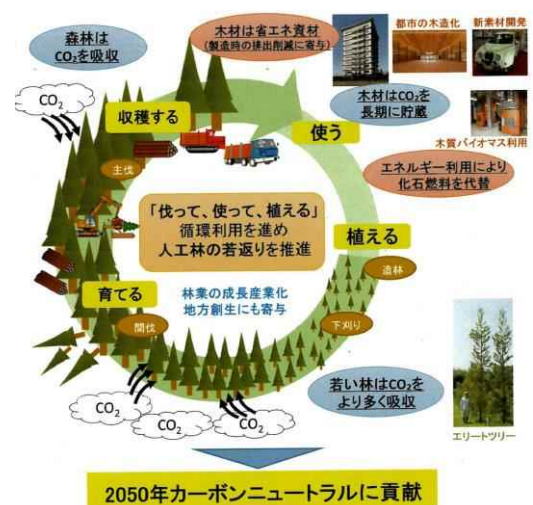 森林は
CO₂を吸収
木材は省エネ資材
(製造時の排出削減に寄与)
都市の木造化
新素材開発
木材はCO₂を
長期に貯蔵
木質バイオマス利用
エネルギー利用により
化石燃料を代替
CO₂
収穫する
使う
主伐
「伐って、使って、植える」
循環利用を進め
人工林の若返りを推進
植える
造林
育てる
林業の成長産業化
地方創生にも寄与
間伐
下刈り
CO₂
CO₂
CO₂
若い林はCO₂を
より多く吸収
エリートツリー
2050年カーボンニュートラルに貢献